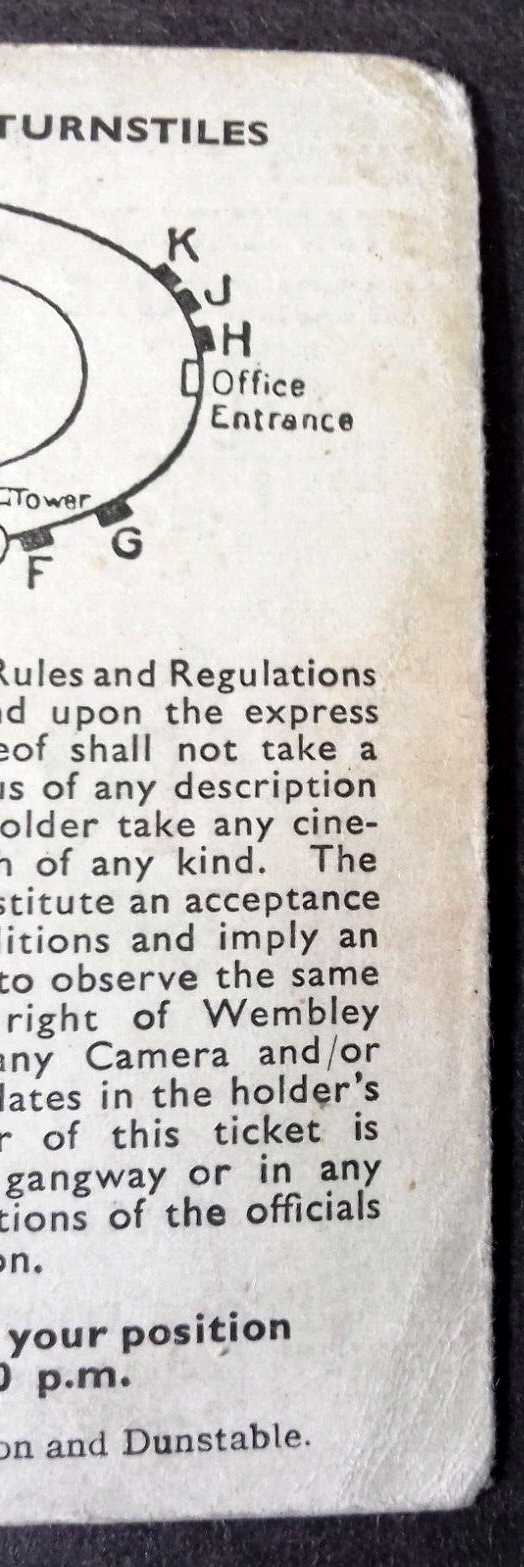 TURNSTILES
K
J
H
Office
Entrance
Tower
G
F
Rules and Regulations
nd upon the express
eof shall not take a
us of any description
older take any cine-
h of any kind. The
stitute an acceptance
ditions and imply an
to observe the same
right of Wembley
any Camera and/or
lates in the holder's
r of this ticket is
gangway or in any
tions of the officials
on.
your position
0 p.m.
on and Dunstable.